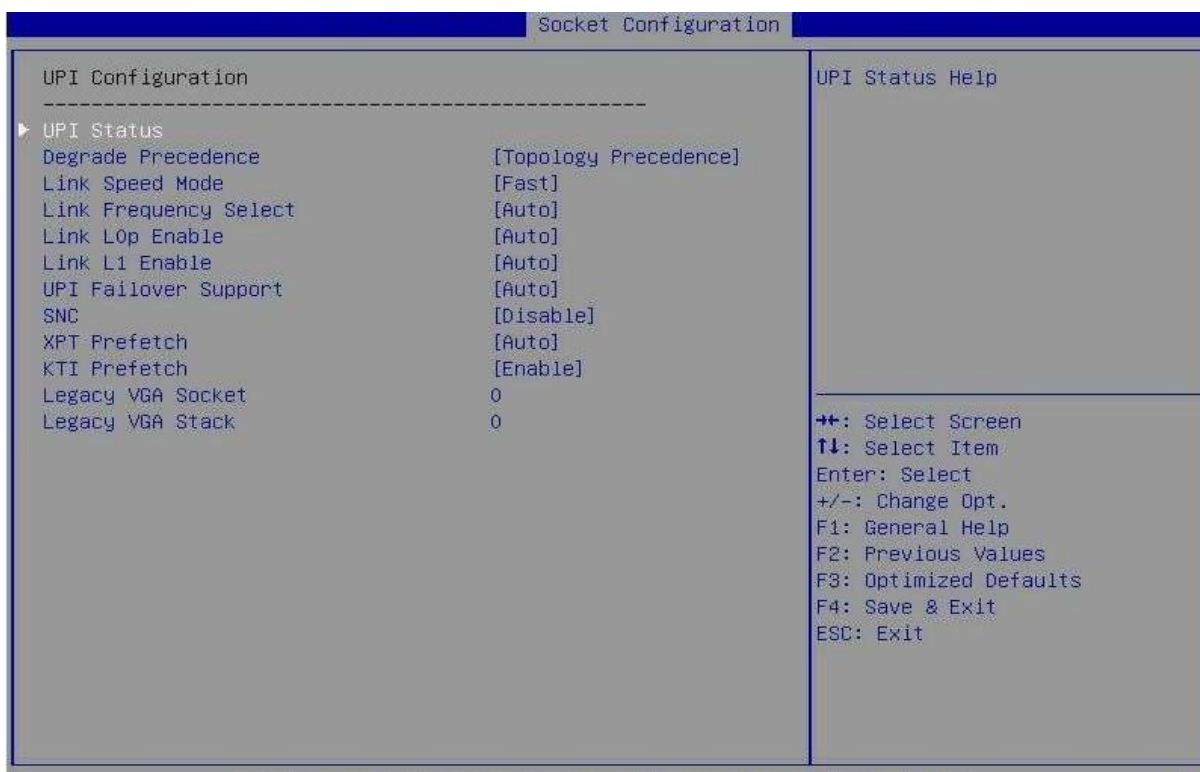 Socket Configuration
UPI Configuration
--------------------------------------------------
UPI Status
Degrade Precedence [Topology Precedence]
Link Speed Mode [Fast]
Link Frequency Select [Auto]
Link L0p Enable [Auto]
Link L1 Enable [Auto]
UPI Failover Support [Auto]
SNC [Disable]
XPT Prefetch [Auto]
KTI Prefetch [Enable]
Legacy VGA Socket 0
Legacy VGA Stack 0
UPI Status Help
→←: Select Screen
↑↓: Select Item
Enter: Select
+/-: Change Opt.
F1: General Help
F2: Previous Values
F3: Optimized Defaults
F4: Save & Exit
ESC: Exit